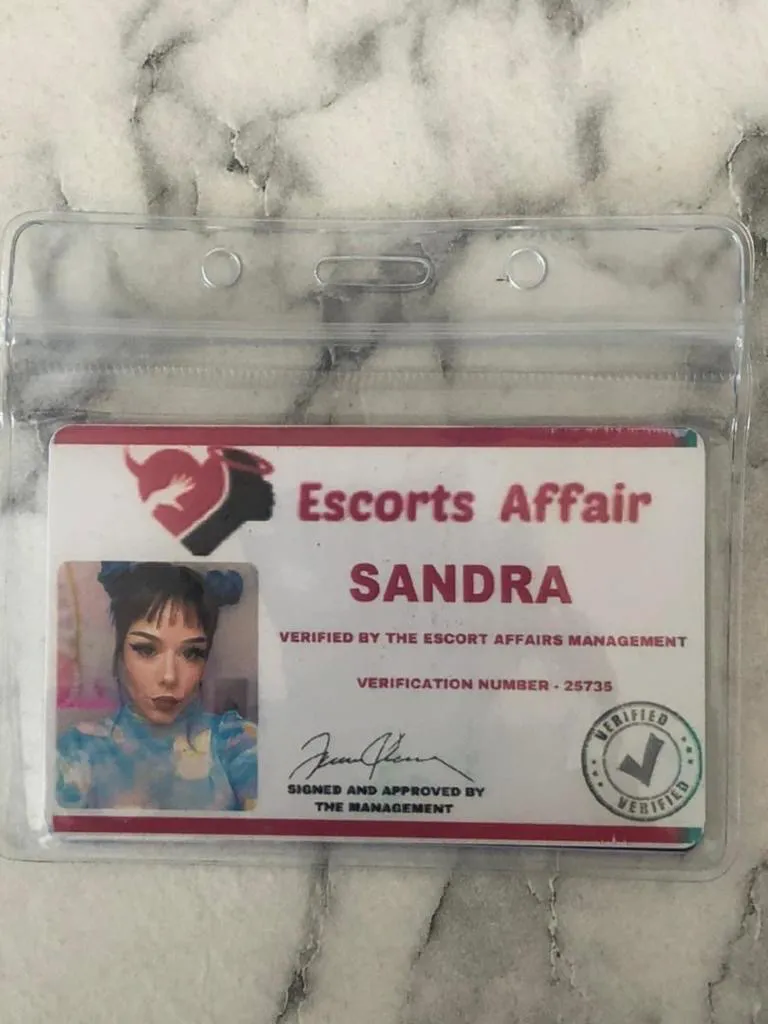 Escorts Affair
SANDRA
VERIFIED BY THE ESCORT AFFAIRS MANAGEMENT
VERIFICATION NUMBER - 25735
SIGNED AND APPROVED BY
THE MANAGEMENT
VERIFIED
VERIFIED